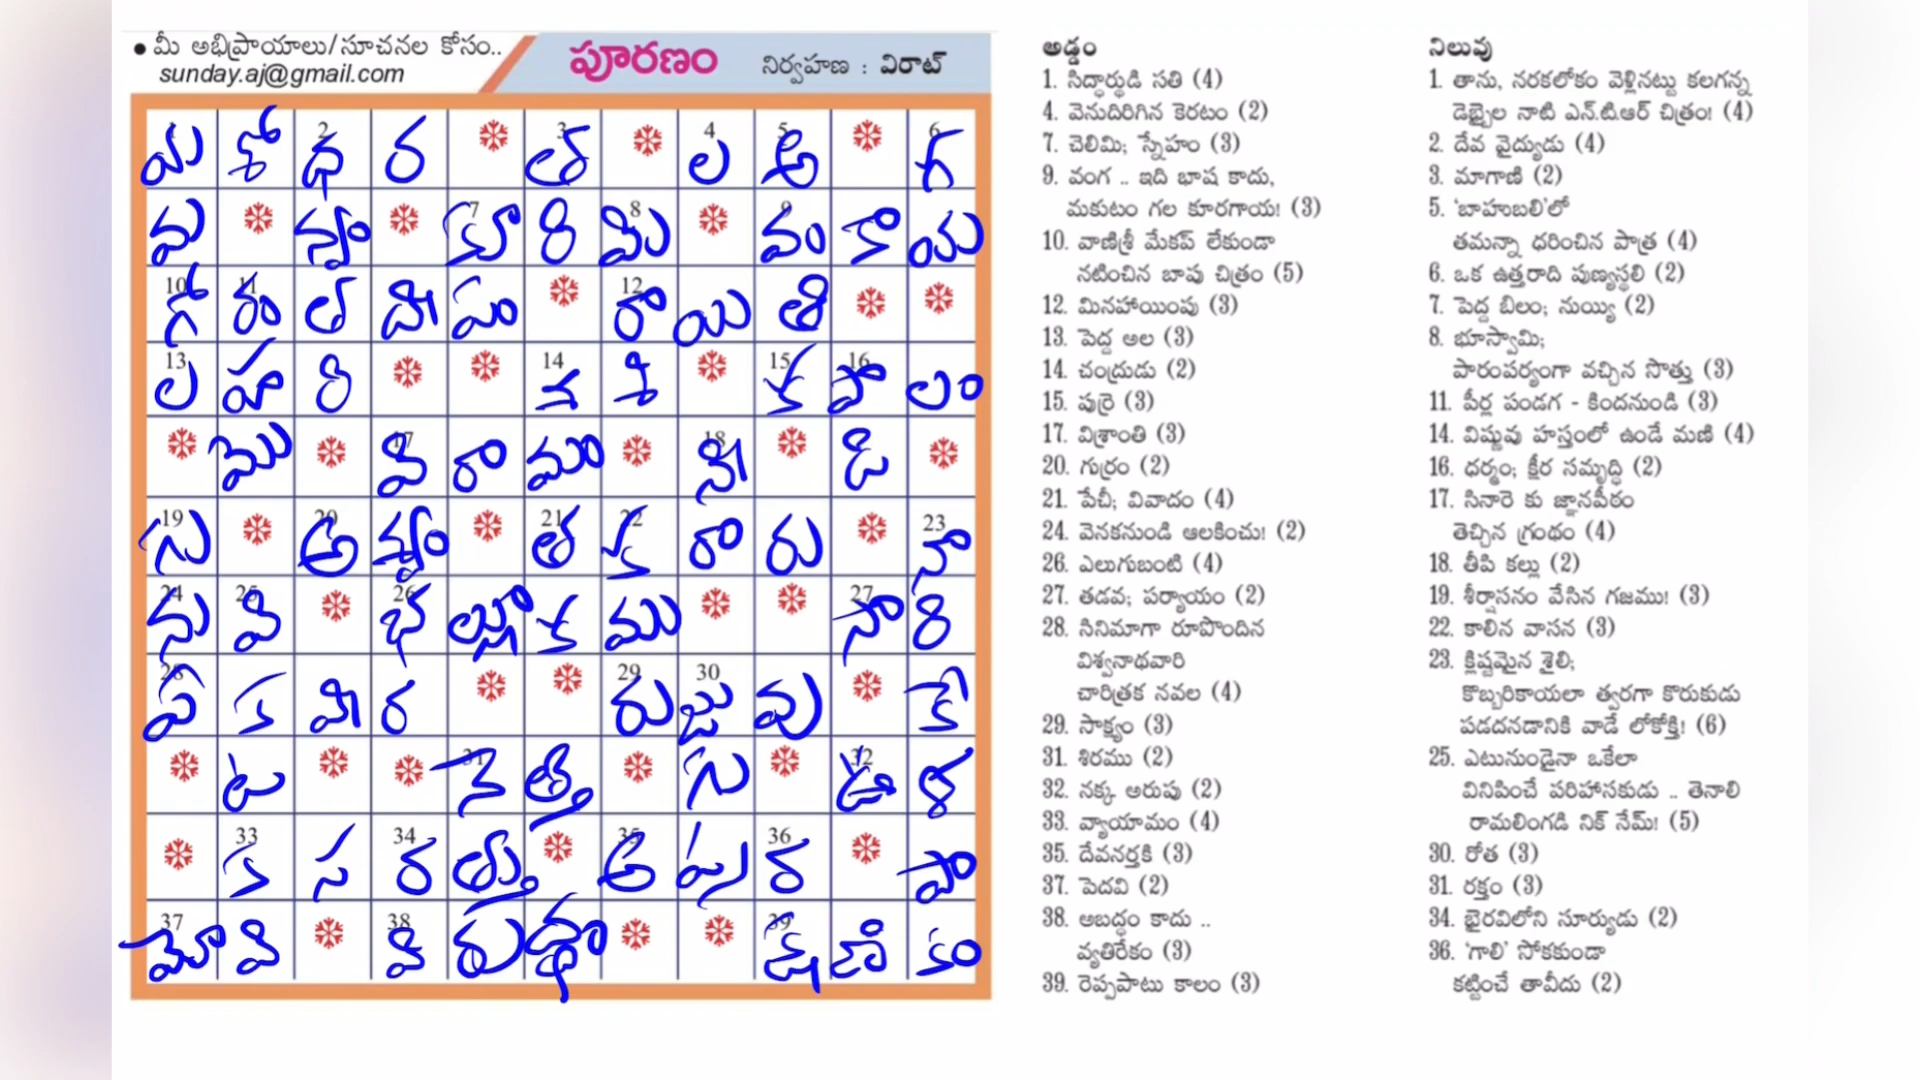 ● మీ అభిప్రాయాలు/సూచనల కోసం..
sunday.aj@gmail.com
పూరణం
నిర్వహణ : విరాట్
య శో ధ ర త ల అ గ
మ న్వం కూ రి మి వం కా య
గో రం త దీ పం రా యి తి
ల హ రి శ శి క పా లం
మొ వి రా మం నీ డి
ను అ శ్వం త క రా రు నా
ను వి భ ల్లూ క ము సా రి
ఏ క వీ ర రు జు వు కే
ట నె త్తి సు ఊ ళ
క స ర త్తు అ ప్స ర పా
మో వి వి రు ద్ధం క్ష ణి కం
అడ్డం
1. సిద్ధార్థుడి సతి (4)
4. వెనుదిరిగిన కెరటం (2)
7. చెలిమి; స్నేహం (3)
9. వంగ .. ఇది భాష కాదు,
మకుటం గల కూరగాయ! (3)
10. వాణిశ్రీ మేకప్ లేకుండా
నటించిన బాపు చిత్రం (5)
12. మినహాయింపు (3)
13. పెద్ద అల (3)
14. చంద్రుడు (2)
15. పుర్రె (3)
17. విశ్రాంతి (3)
20. గుర్రం (2)
21. పేచీ; వివాదం (4)
24. వెనకనుండి ఆలకించు! (2)
26. ఎలుగుబంటి (4)
27. తడవ; పర్యాయం (2)
28. సినిమాగా రూపొందిన
విశ్వనాథవారి
చారిత్రక నవల (4)
29. సాక్ష్యం (3)
31. శిరము (2)
32. నక్క అరుపు (2)
33. వ్యాయామం (4)
35. దేవనర్తకి (3)
37. పెదవి (2)
38. అబద్ధం కాదు ..
వ్యతిరేకం (3)
39. రెప్పపాటు కాలం (3)
నిలువు
1. తాను, నరకలోకం వెళ్లినట్టు కలగన్న
డెబ్బైల నాటి ఎన్.టి.ఆర్ చిత్రం! (4)
2. దేవ వైద్యుడు (4)
3. మాగాణి (2)
5. 'బాహుబలి'లో
తమన్నా ధరించిన పాత్ర (4)
6. ఒక ఉత్తరాది పుణ్యస్థలి (2)
7. పెద్ద బిలం; నుయ్యి (2)
8. భూస్వామి;
పారంపర్యంగా వచ్చిన సొత్తు (3)
11. పీర్ల పండగ - కిందనుండి (3)
14. విష్ణువు హస్తంలో ఉండే మణి (4)
16. ధర్మం; క్షీర సమృద్ధి (2)
17. సినారె కు జ్ఞానపీఠం
తెచ్చిన గ్రంథం (4)
18. తీపి కల్లు (2)
19. శీర్షాసనం వేసిన గజము! (3)
22. కాలిన వాసన (3)
23. క్లిష్టమైన శైలి;
కొబ్బరికాయలా త్వరగా కొరుకుడు
పడదనడానికి వాడే లోకోక్తి! (6)
25. ఎటునుండైనా ఒకేలా
వినిపించే పరిహాసకుడు .. తెనాలి
రామలింగడి నిక్ నేమ్! (5)
30. రోత (3)
31. రక్తం (3)
34. భైరవిలోని సూర్యుడు (2)
36. 'గాలి' సోకకుండా
కట్టించే తావీదు (2)